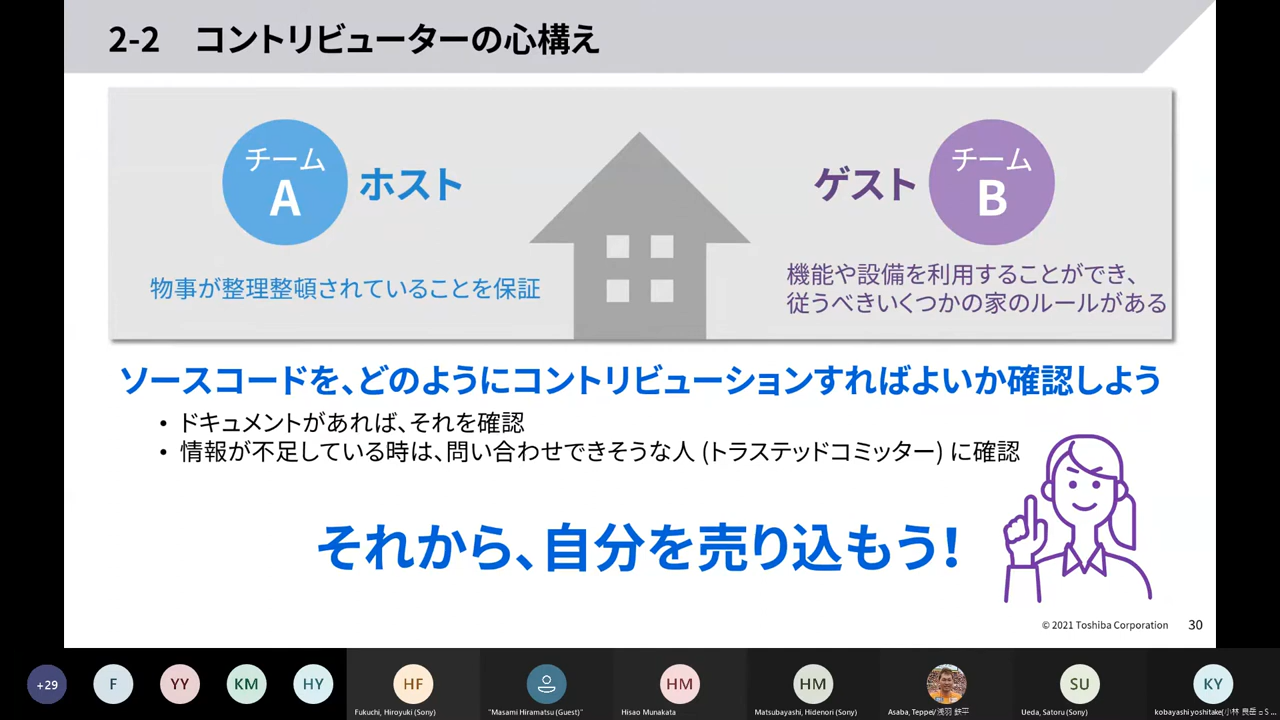 2-2 コントリビューターの心構え
チーム
A
ホスト
ゲスト
チーム
B
物事が整理整頓されていることを保証
機能や設備を利用することができ、
従うべきいくつかの家のルールがある
ソースコードを、どのようにコントリビューションすればよいか確認しよう
• ドキュメントがあれば、それを確認
• 情報が不足している時は、問い合わせできそうな人 (トラステッドコミッター) に確認
それから、自分を売り込もう!
© 2021 Toshiba Corporation 30
+29
F
YY
KM
HY
HF
HM
HM
SU
KY
Fukuchi, Hiroyuki (Sony)
"Masami Hiramatsu (Guest)"
Hisao Munakata
Matsubayashi, Hidenori (Sony)
Asaba, Teppei/浅羽 鉄平
Ueda, Satoru (Sony)
kobayashi yoshitake(小林 良岳 ○S...